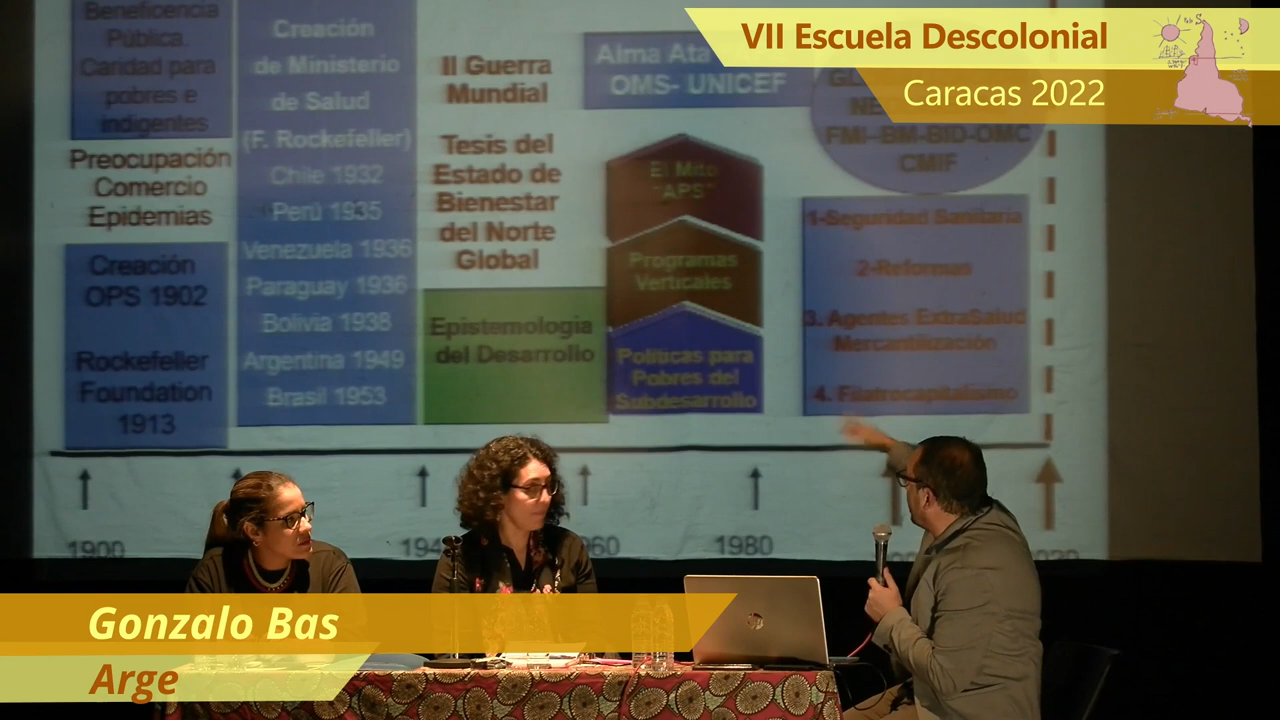 VII Escuela Descolonial
Caracas 2022
Beneficencia
Pública.
Caridad para
pobres e
indigentes
Preocupación
Comercio
Epidemias
Creación
OPS 1902
Rockefeller
Foundation
1913
Creación
de Ministerio
de Salud
(F. Rockefeller)
Chile 1932
Perú 1935
Venezuela 1936
Paraguay 1936
Bolivia 1938
Argentina 1949
Brasil 1953
II Guerra
Mundial
Tesis del
Estado de
Bienestar
del Norte
Global
Epistemología
del Desarrollo
Alma Ata
OMS- UNICEF
El Mito
"APS"
Programas
Verticales
Políticas para
Pobres del
Subdesarrollo
FMI--BM-BID-OMC
CMIF
1-Seguridad Sanitaria
2-Reformas
3. Agentes ExtraSalud
Mercantilización
4. Filatrocapitalismo
1900
1980
Gonzalo Bas
Arge